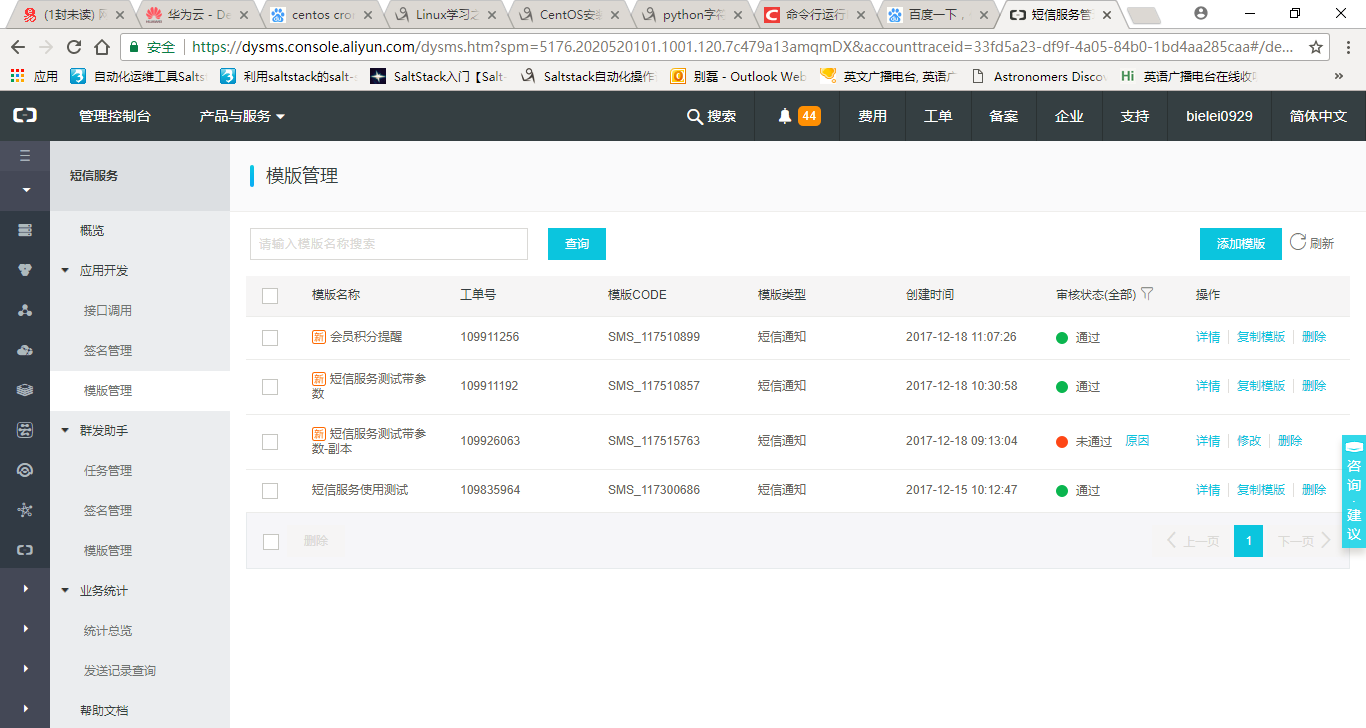 (1封未读)
华为云 - De
centos cro
Linux学习之
CentOS安
python字符
命令行运行
百度一下，
短信服务管
安全
https://dysms.console.aliyun.com/dysms.htm?spm=5176.2020520101.1001.120.7c479a13amqmDX&accounttraceid=33fd5a23-df9f-4a05-84b0-1bd4aa285caa#/de...
应用
自动化运维工具Salts
利用saltstack的salt-
SaltStack入门【Salt-
Saltstack自动化操作
别磊 - Outlook Web
英文广播电台, 英语广
Astronomers Disco
Hi 英语广播电台在线收
»
管理控制台
产品与服务
搜索
44
费用
工单
备案
企业
支持
bielei0929
简体中文
短信服务
概览
应用开发
接口调用
签名管理
模版管理
群发助手
任务管理
签名管理
模版管理
业务统计
统计总览
发送记录查询
帮助文档
模版管理
请输入模版名称搜索
查询
添加模版
刷新
模版名称 工单号 模版CODE 模版类型 创建时间 审核状态(全部) 操作
新 会员积分提醒 109911256 SMS_117510899 短信通知 2017-12-18 11:07:26 通过 详情 复制模版 删除
新 短信服务测试带参
数
109911192 SMS_117510857 短信通知 2017-12-18 10:30:58 通过 详情 复制模版 删除
新 短信服务测试带参
数-副本
109926063 SMS_117515763 短信通知 2017-12-18 09:13:04 未通过 原因 详情 修改 删除
短信服务使用测试 109835964 SMS_117300686 短信通知 2017-12-15 10:12:47 通过 详情 复制模版 删除
删除
上一页 1 下一页
咨
询
·
建
议